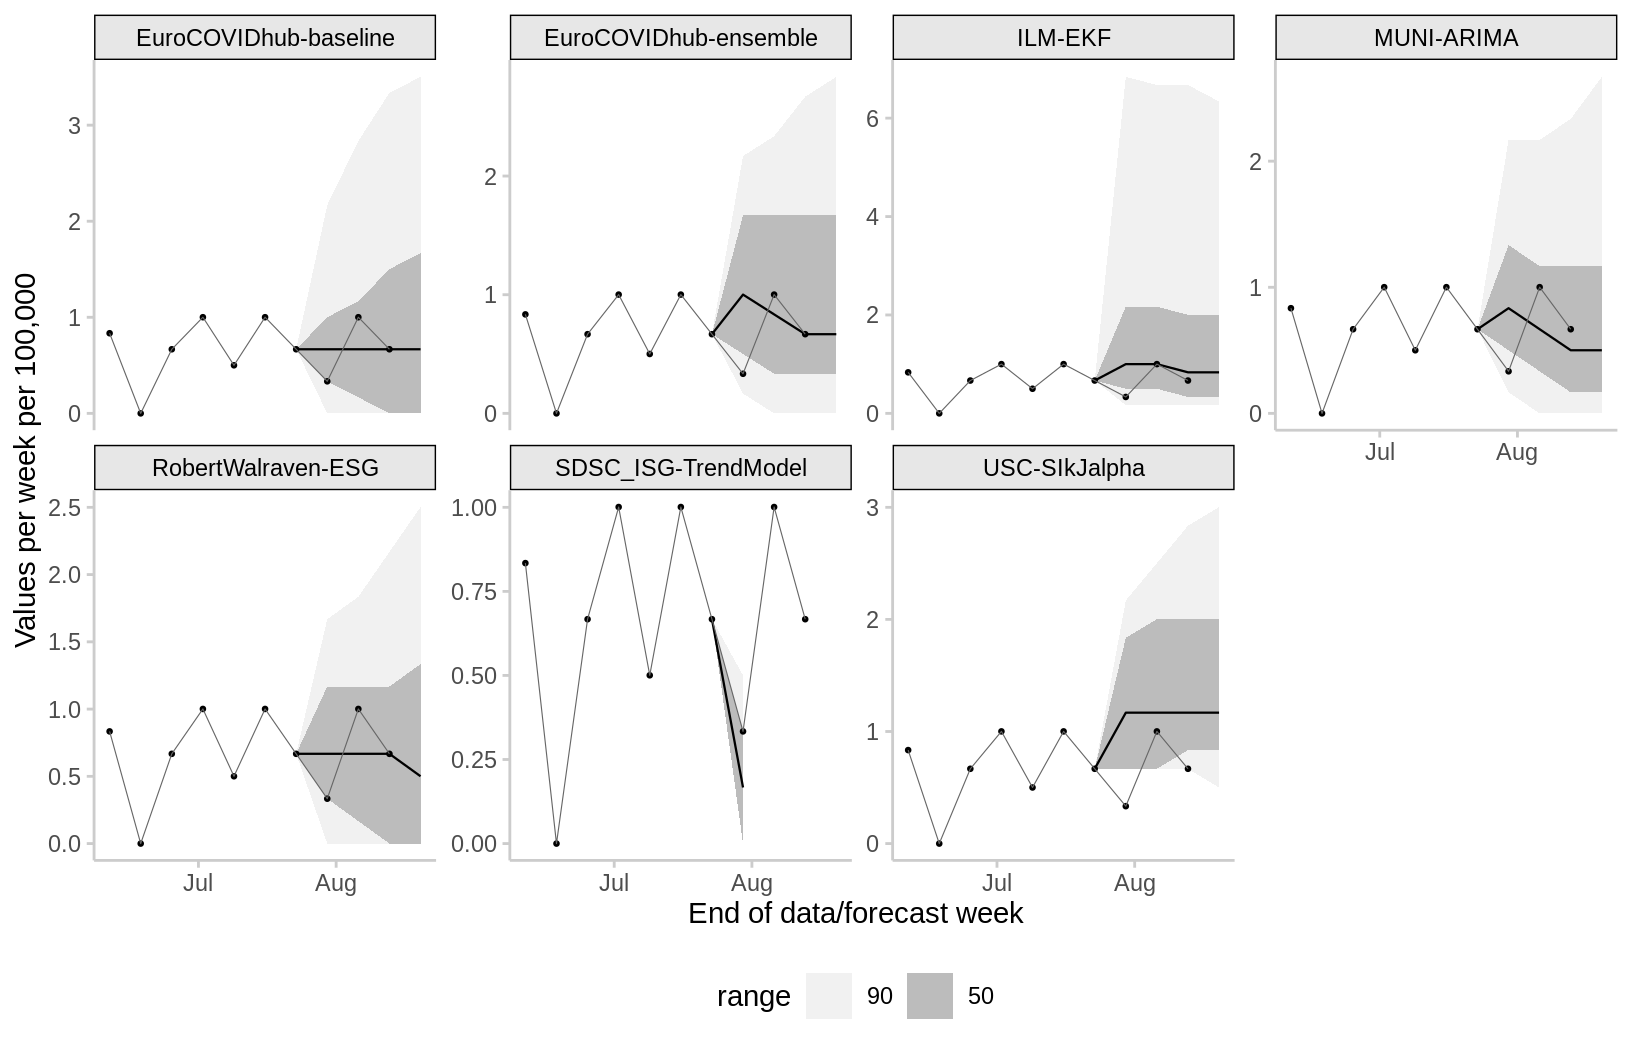 EuroCOVIDhub-baseline
EuroCOVIDhub-ensemble
ILM-EKF
MUNI-ARIMA
3
2
1
0
2
1
0
6
4
2
0
2
1
0
Jul
Aug
Values per week per 100,000
RobertWalraven-ESG
SDSC_ISG-TrendModel
USC-SIkJalpha
2.5
2.0
1.5
1.0
0.5
0.0
1.00
0.75
0.50
0.25
0.00
3
2
1
0
Jul
Aug
Jul
Aug
Jul
Aug
End of data/forecast week
range
90
50